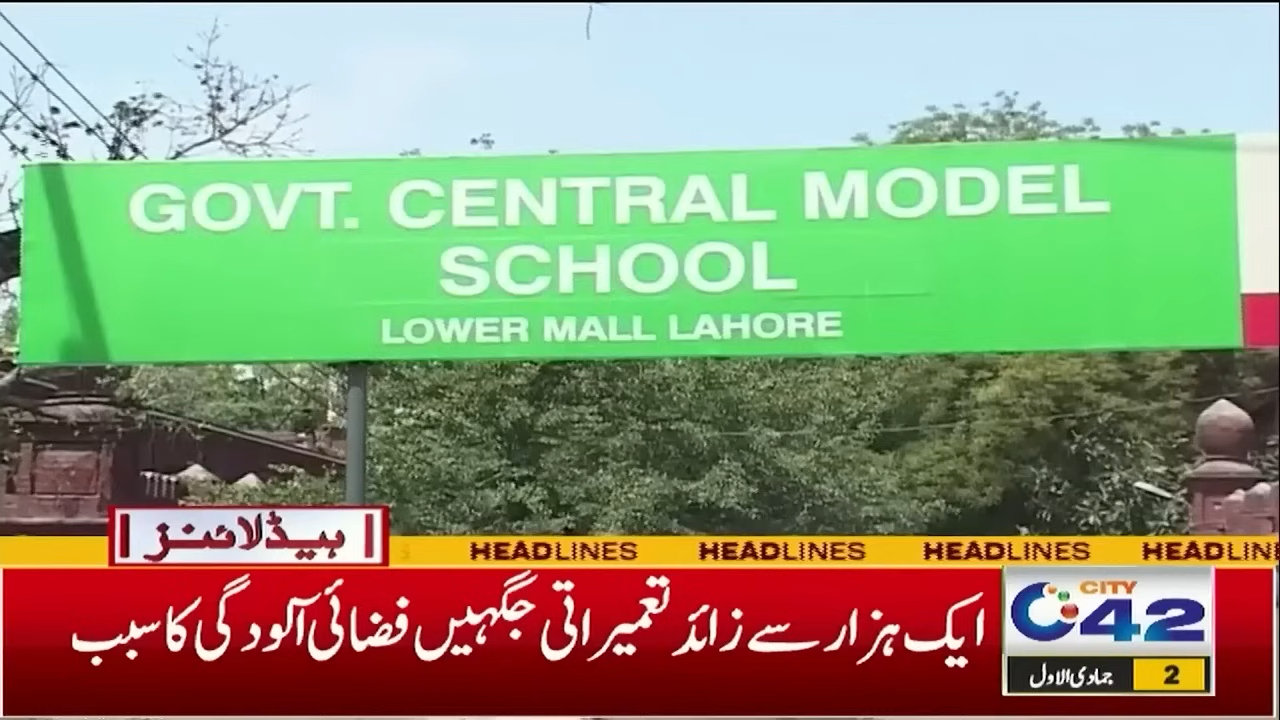 GOVT. CENTRAL MODEL
SCHOOL
LOWER MALL LAHORE
ہیڈلائنز
HEADLINES HEADLINES HEADLINES HEADLIN
ایک ہزار سے زائد تعمیراتی جگہیں فضائی آلودگی کا سبب
CITY
42
جمادی الاول 2